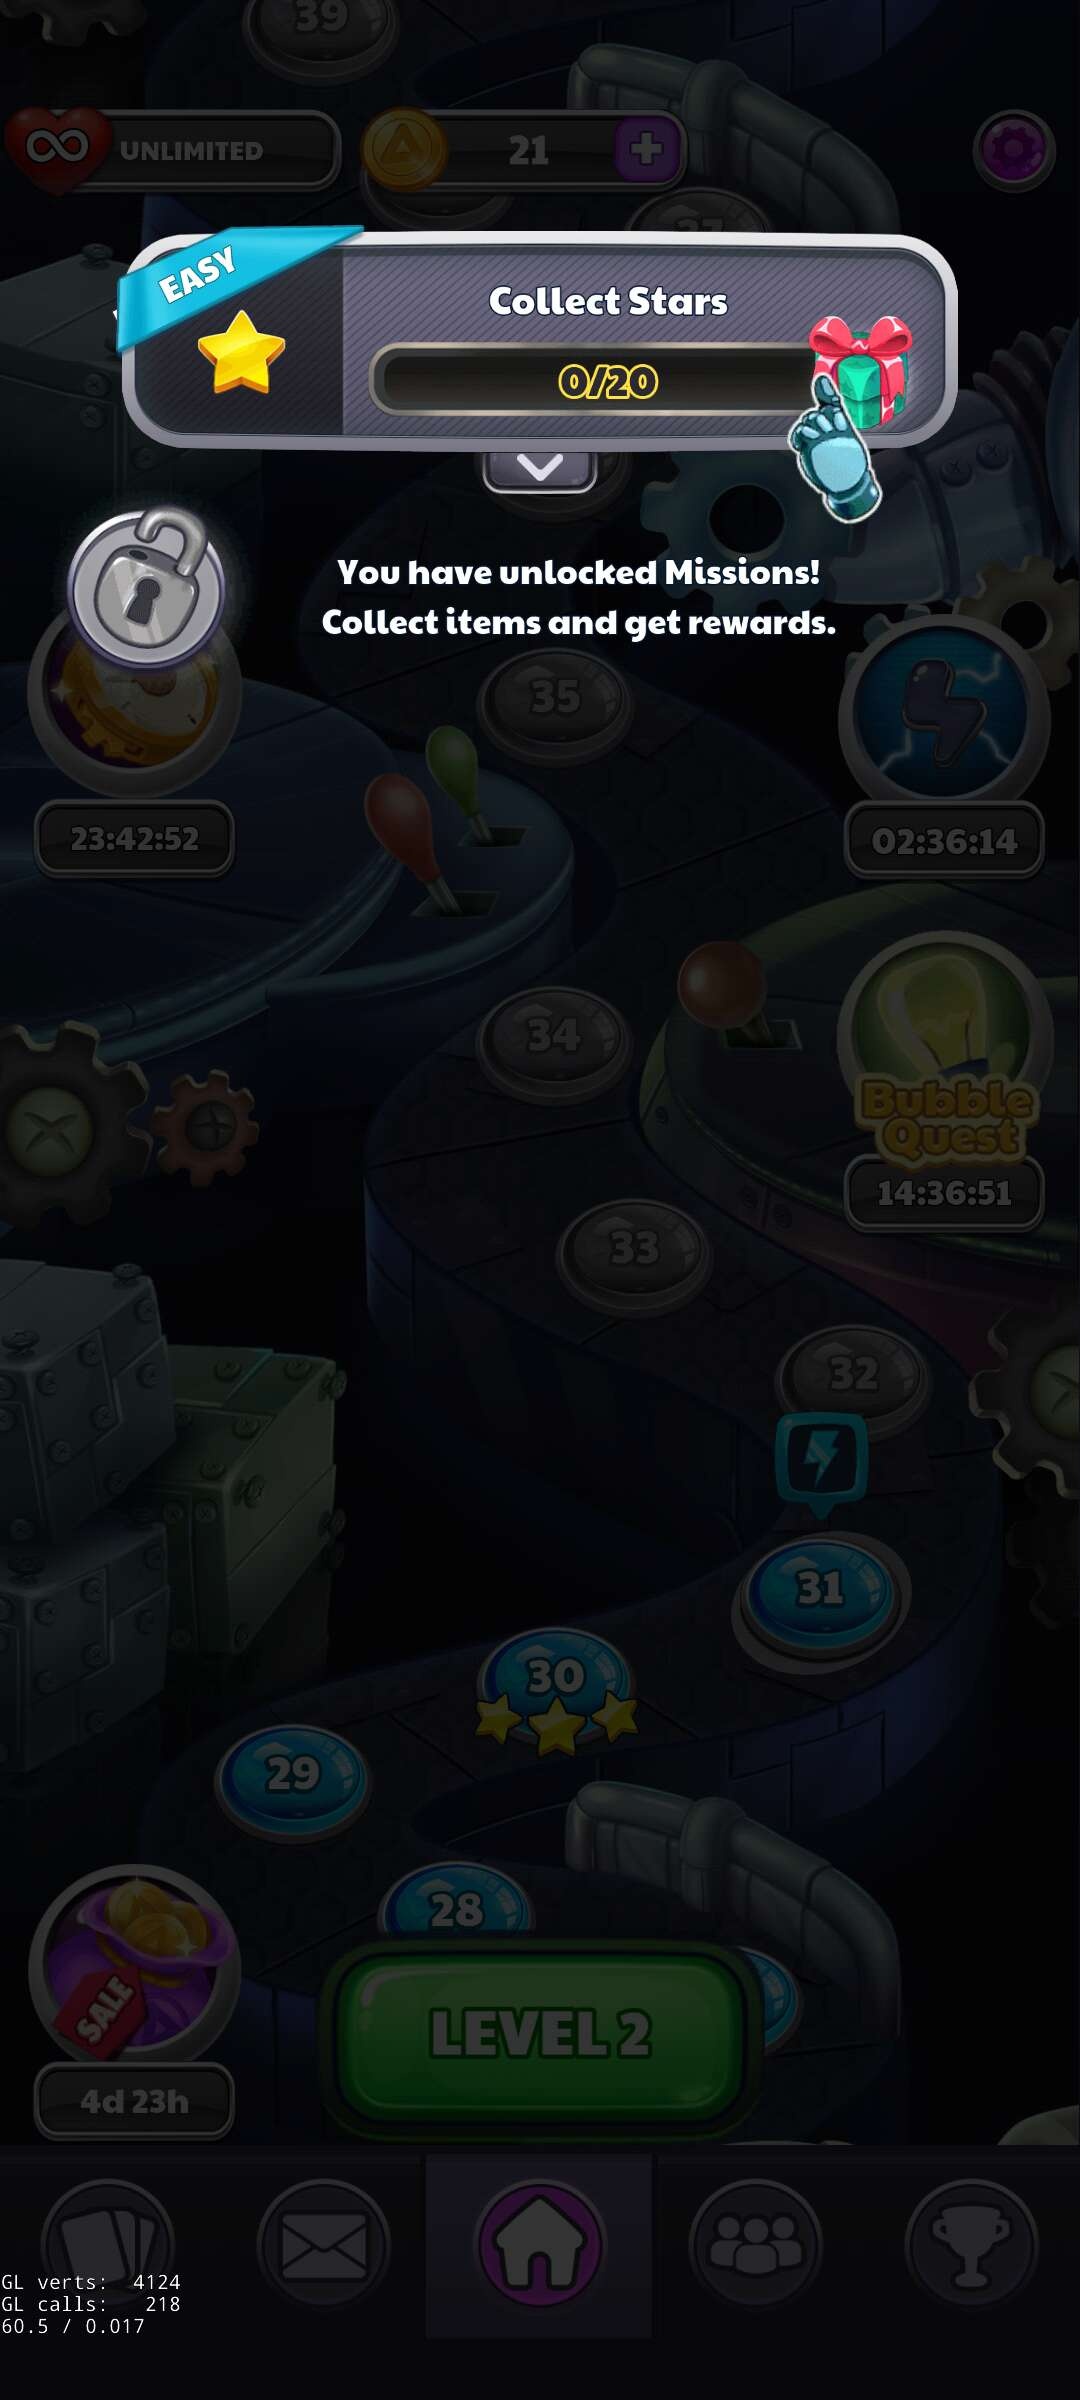 39
UNLIMITED
21
37
EASY
Collect Stars
0/20
You have unlocked Missions!
Collect items and get rewards.
35
23:42:52
02:36:14
34
Bubble
Quest
14:36:51
33
32
31
30
29
28
SALE
LEVEL 2
4d 23h
GL verts: 4124
GL calls: 218
60.5 / 0.017